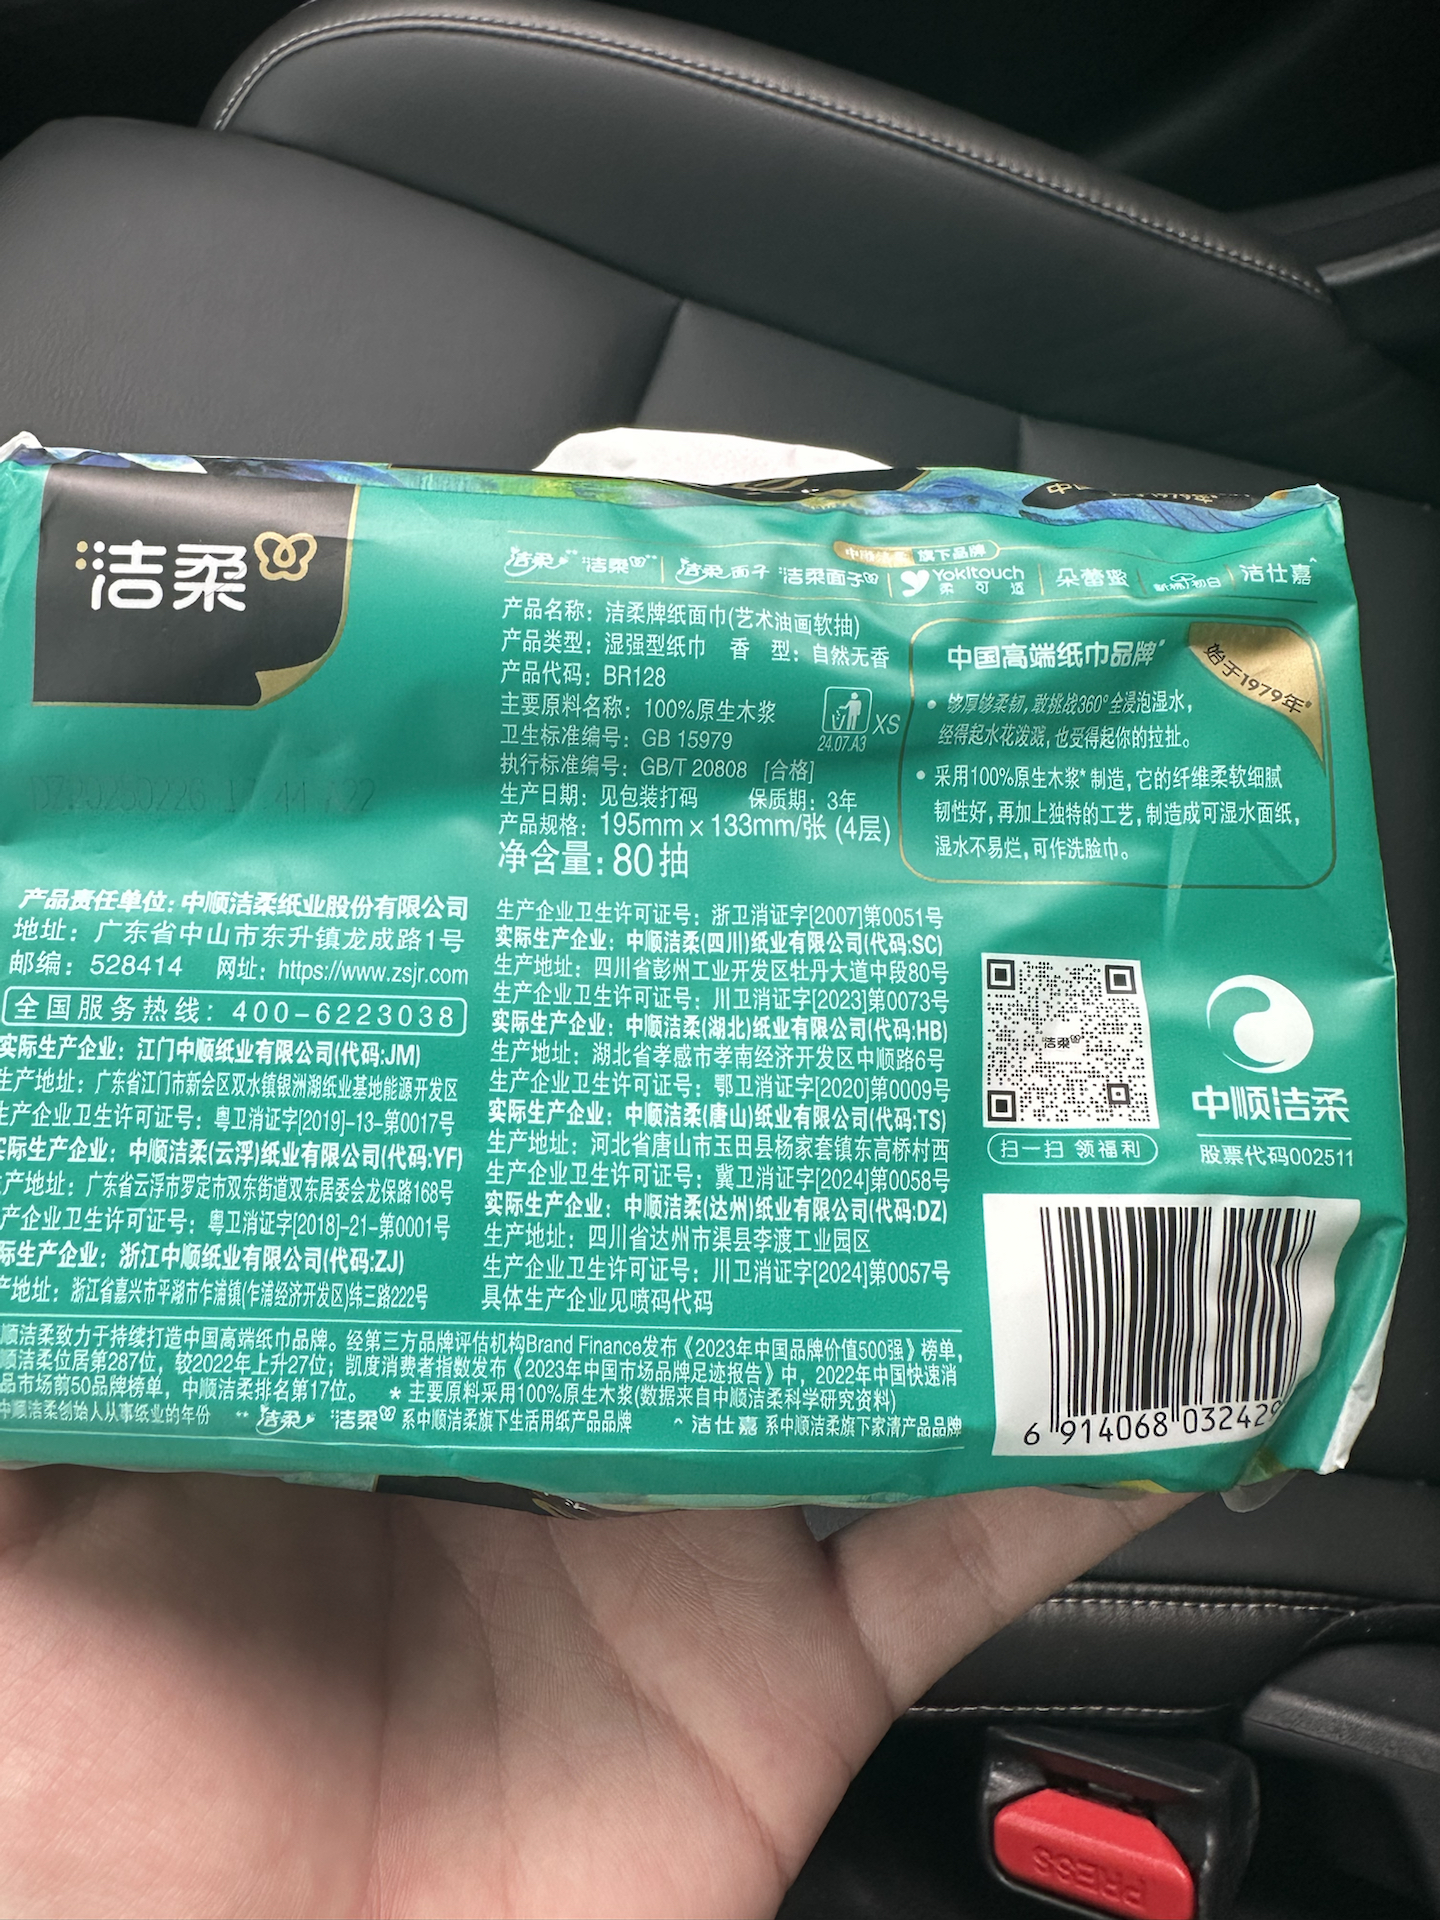 洁柔
中顺洁柔 旗下品牌
洁柔 洁柔** 洁柔面子 洁柔面子 Yokitouch 柔可适 朵蕾蜜 新棉初白 洁仕嘉^
产品名称：洁柔牌纸面巾(艺术油画软抽)
产品类型：湿强型纸巾 香 型：自然无香
产品代码：BR128
主要原料名称：100%原生木浆
卫生标准编号：GB 15979
执行标准编号：GB/T 20808 [合格]
生产日期：见包装打码 保质期：3年
产品规格：195mm×133mm/张 (4层)
净含量：80抽
XS
24.07.A3
中国高端纸巾品牌*
始于1979年*
• 够厚够柔韧，敢挑战360°全浸泡湿水，
经得起水花泼溅，也受得起你的拉扯。
• 采用100%原生木浆*制造，它的纤维柔软细腻
韧性好，再加上独特的工艺，制造成可湿水面纸，
湿水不易烂，可作洗脸巾。
产品责任单位：中顺洁柔纸业股份有限公司
地址：广东省中山市东升镇龙成路1号
邮编：528414 网址：https://www.zsjr.com
全国服务热线：400-6223038
实际生产企业：江门中顺纸业有限公司(代码:JM)
生产地址：广东省江门市新会区双水镇银洲湖纸业基地能源开发区
生产企业卫生许可证号：粤卫消证字[2019]-13-第0017号
实际生产企业：中顺洁柔(云浮)纸业有限公司(代码:YF)
产地址：广东省云浮市罗定市双东街道双东居委会龙保路168号
产企业卫生许可证号：粤卫消证字[2018]-21-第0001号
际生产企业：浙江中顺纸业有限公司(代码:ZJ)
产地址：浙江省嘉兴市平湖市乍浦镇(乍浦经济开发区)纬三路222号
生产企业卫生许可证号：浙卫消证字[2007]第0051号
实际生产企业：中顺洁柔(四川)纸业有限公司(代码:SC)
生产地址：四川省彭州工业开发区牡丹大道中段80号
生产企业卫生许可证号：川卫消证字[2023]第0073号
实际生产企业：中顺洁柔(湖北)纸业有限公司(代码:HB)
生产地址：湖北省孝感市孝南经济开发区中顺路6号
生产企业卫生许可证号：鄂卫消证字[2020]第0009号
实际生产企业：中顺洁柔(唐山)纸业有限公司(代码:TS)
生产地址：河北省唐山市玉田县杨家套镇东高桥村西
生产企业卫生许可证号：冀卫消证字[2024]第0058号
实际生产企业：中顺洁柔(达州)纸业有限公司(代码:DZ)
生产地址：四川省达州市渠县李渡工业园区
生产企业卫生许可证号：川卫消证字[2024]第0057号
具体生产企业见喷码代码
洁柔
扫一扫 领福利
中顺洁柔
股票代码002511
顺洁柔致力于持续打造中国高端纸巾品牌。经第三方品牌评估机构Brand Finance发布《2023年中国品牌价值500强》榜单，
顺洁柔位居第287位，较2022年上升27位；凯度消费者指数发布《2023年中国市场品牌足迹报告》中，2022年中国快速消
品市场前50品牌榜单，中顺洁柔排名第17位。 *主要原料采用100%原生木浆(数据来自中顺洁柔科学研究资料)
中顺洁柔创始人从事纸业的年份 **洁柔 洁柔 系中顺洁柔旗下生活用纸产品品牌 ^洁仕嘉 系中顺洁柔旗下家清产品品牌
6 914068 032429
PRESS